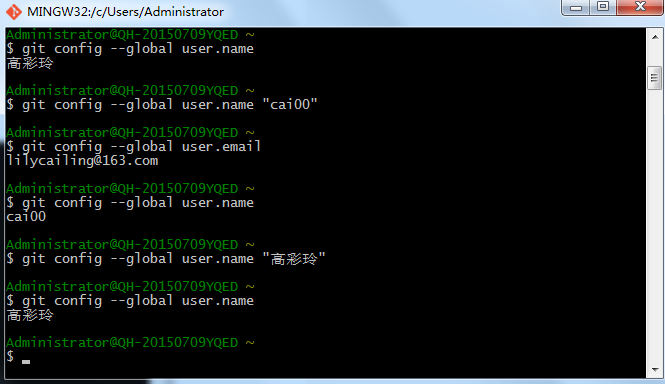 MINGW32:/c/Users/Administrator
Administrator@QH-20150709YQED ~
$ git config --global user.name
高彩玲
Administrator@QH-20150709YQED ~
$ git config --global user.name "cai00"
Administrator@QH-20150709YQED ~
$ git config --global user.email
lilycailing@163.com
Administrator@QH-20150709YQED ~
$ git config --global user.name
cai00
Administrator@QH-20150709YQED ~
$ git config --global user.name "高彩玲"
Administrator@QH-20150709YQED ~
$ git config --global user.name
高彩玲
Administrator@QH-20150709YQED ~
$